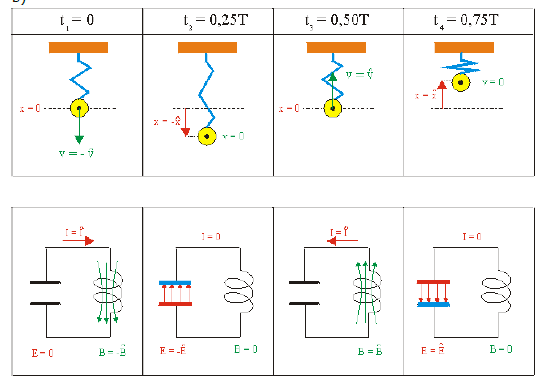 t₁ = 0
t₂ = 0,25T
t₃ = 0,50T
t₄ = 0,75T
x = 0
v = - v̂
x = -x̂
v = 0
x = 0
v = v̂
x = x̂
v = 0
I = Î
E = 0
B = -B̂
I = 0
E = -Ê
B = 0
I = Î
B = B̂
I = 0
E = Ê
B = 0